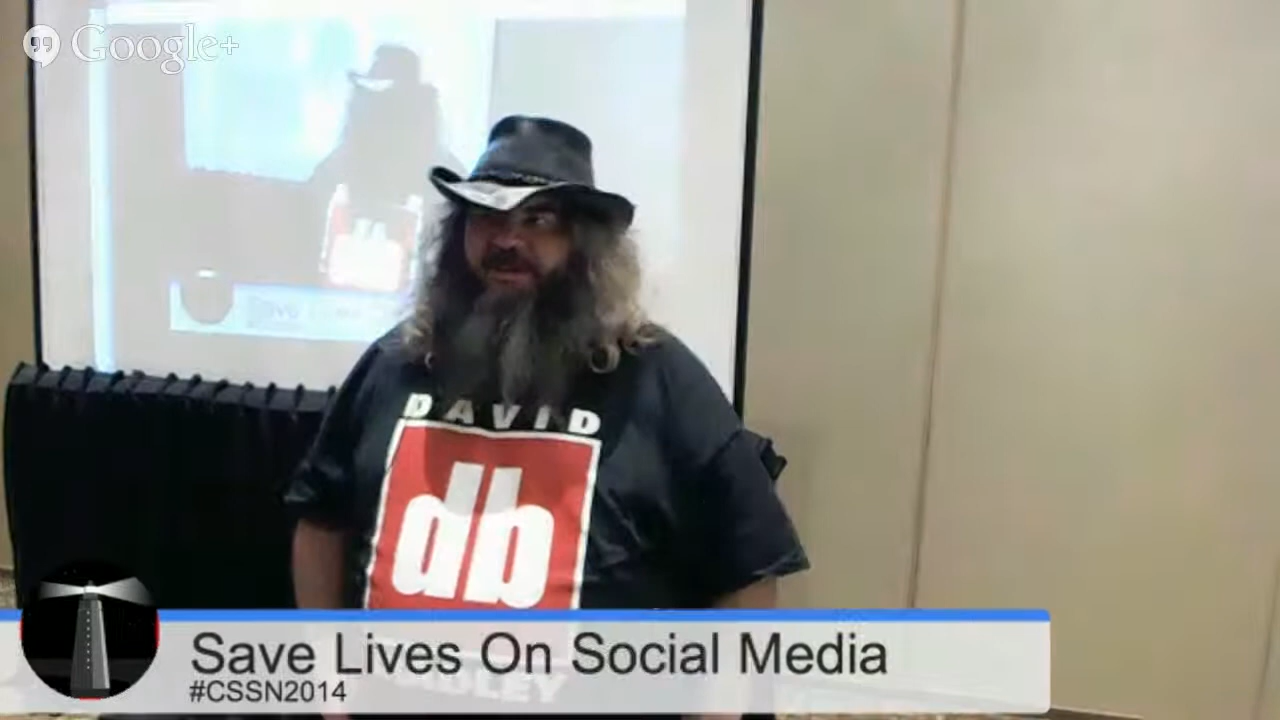 Google+
DAVID
db
Save Lives On Social Media
#CSSN2014